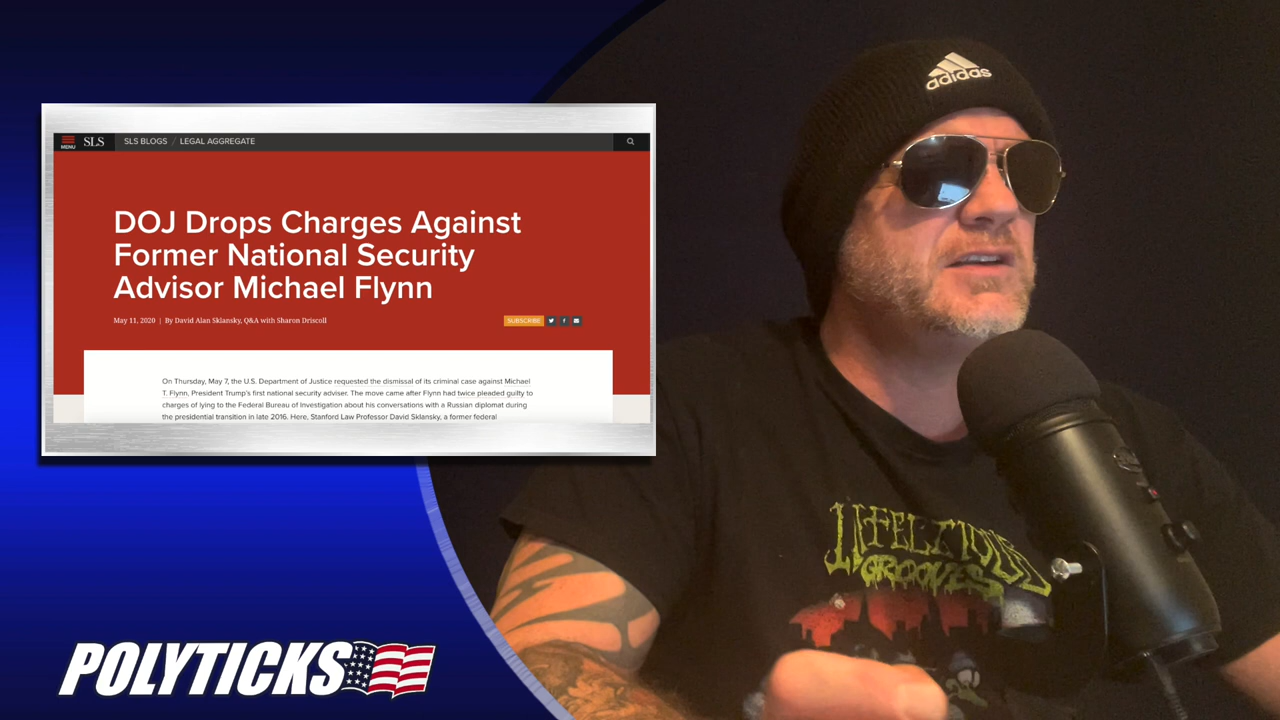 MENU SLS SLS BLOGS / LEGAL AGGREGATE
DOJ Drops Charges Against
Former National Security
Advisor Michael Flynn
May 11, 2020 | By David Alan Sklansky, Q&A with Sharon Driscoll
SUBSCRIBE
On Thursday, May 7, the U.S. Department of Justice requested the dismissal of its criminal case against Michael
T. Flynn, President Trump's first national security adviser. The move came after Flynn had twice pleaded guilty to
charges of lying to the Federal Bureau of Investigation about his conversations with a Russian diplomat during
the presidential transition in late 2016. Here, Stanford Law Professor David Sklansky, a former federal
adidas
INFECTIOUS
GROOVES
POLYTICKS